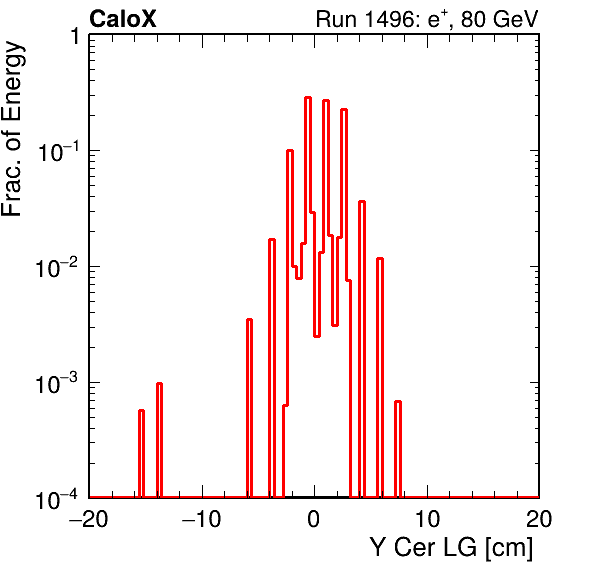 CaloX Run 1496: e⁺, 80 GeV
Frac. of Energy
1
10⁻¹
10⁻²
10⁻³
10⁻⁴
−20 −10 0 10 20
Y Cer LG [cm]